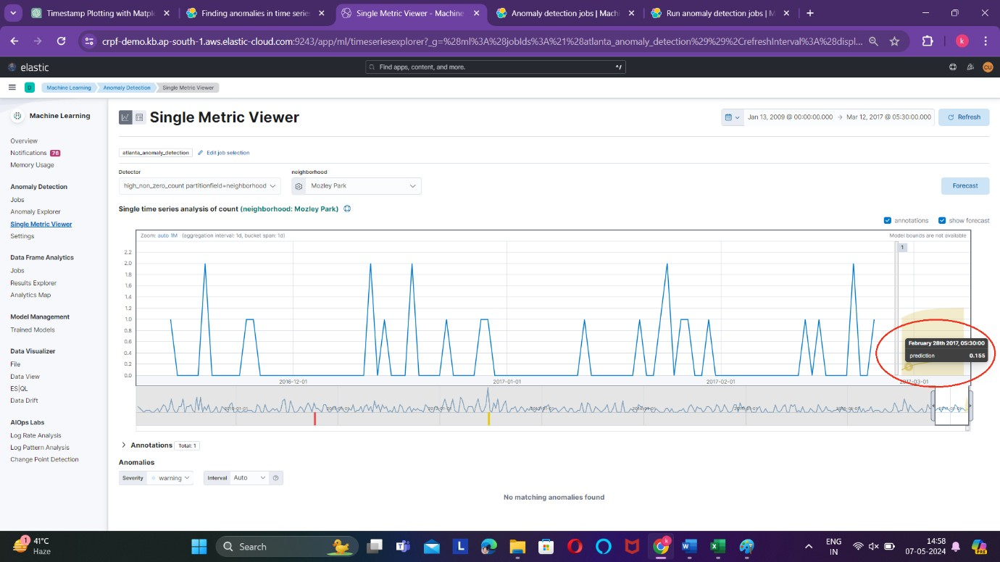 Timestamp Plotting with Matpl
Finding anomalies in time serie
Single Metric Viewer - Machine
Anomaly detection jobs | Machi
Run anomaly detection jobs | M
crpf-demo.kb.ap-south-1.aws.elastic-cloud.com:9243/app/ml/timeseriesexplorer?_g=%28ml%3A%28jobIds%3A%21%28atlanta_anomaly_detection%29%29%2CrefreshInterval%3A%28displ...
k
elastic
Find apps, content, and more.
^/
CU
D
Machine Learning
Anomaly Detection
Single Metric Viewer
Machine Learning
Overview
Notifications 76
Memory Usage
Anomaly Detection
Jobs
Anomaly Explorer
Single Metric Viewer
Settings
Data Frame Analytics
Jobs
Results Explorer
Analytics Map
Model Management
Trained Models
Data Visualizer
File
Data View
ES|QL
Data Drift
AIOps Labs
Log Rate Analysis
Log Pattern Analysis
Change Point Detection
Single Metric Viewer
Jan 13, 2009 @ 00:00:00.000 → Mar 12, 2017 @ 05:30:00.000
Refresh
atlanta_anomaly_detection
Edit job selection
Detector
high_non_zero_count partitionfield=neighborhood
neighborhood
Mozley Park
Forecast
Single time series analysis of count (neighborhood: Mozley Park)
annotations
show forecast
Zoom: auto 1M (aggregation interval: 1d, bucket span: 1d)
Model bounds are not available
1
2.2
2.0
1.8
1.6
1.4
1.2
1.0
0.8
0.6
0.4
0.2
0.0
February 28th 2017, 05:30:00
prediction 0.155
2016-12-01
2017-01-01
2017-02-01
2017-03-01
Annotations Total: 1
Anomalies
Severity warning
Interval Auto
No matching anomalies found
1
41°C
Haze
Search
L
k
ENG
IN
14:58
07-05-2024
PRE